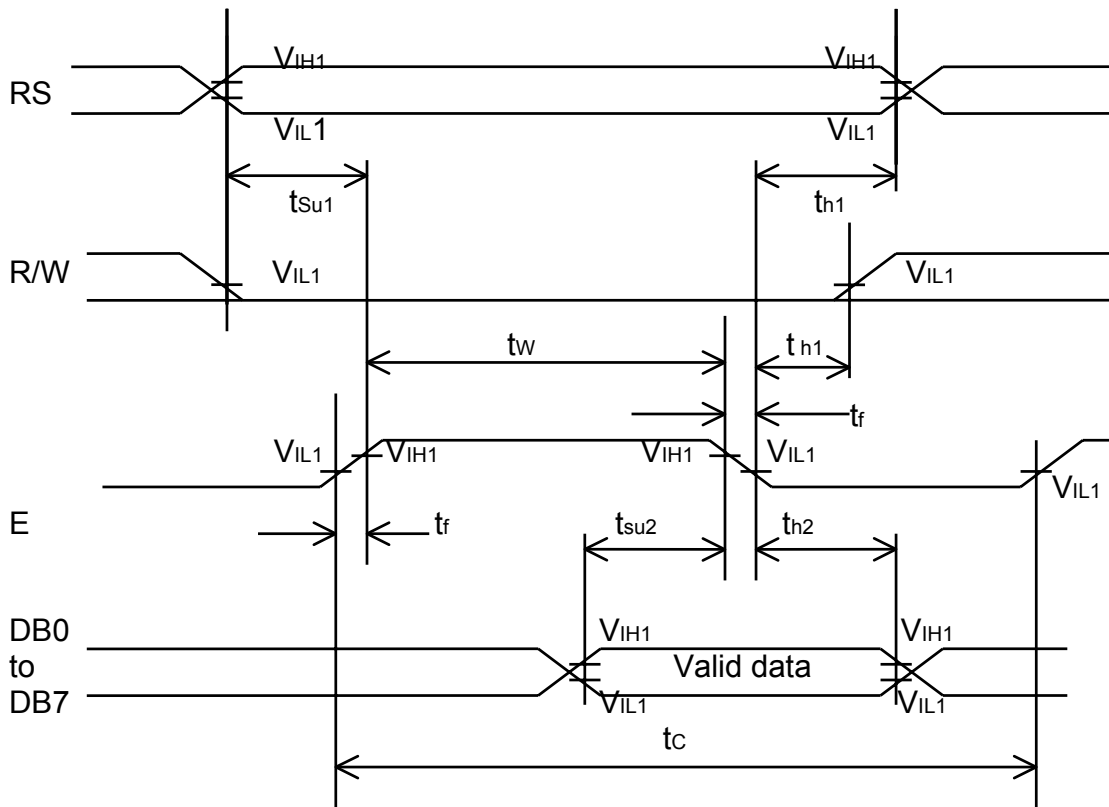 VIH1 VIH1
RS
VIL1 VIL1
tSu1 th1
R/W VIL1 VIL1
tW th1
tf
VIL1 VIH1 VIH1 VIL1
VIL1
E tf tsu2 th2
DB0 VIH1 VIH1
to Valid data
DB7 VIL1 VIL1
tC